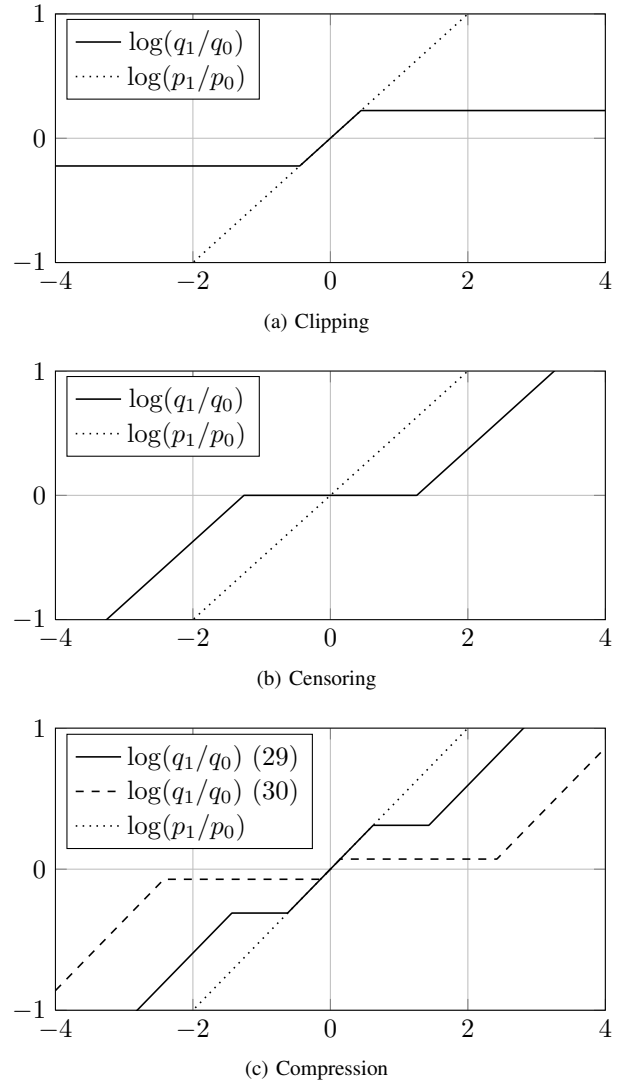 1
log(q₁/q₀)
log(p₁/p₀)
0
−1
−4 −2 0 2 4
(a) Clipping
1
log(q₁/q₀)
log(p₁/p₀)
0
−1
−4 −2 0 2 4
(b) Censoring
1
log(q₁/q₀) (29)
log(q₁/q₀) (30)
log(p₁/p₀)
0
−1
−4 −2 0 2 4
(c) Compression